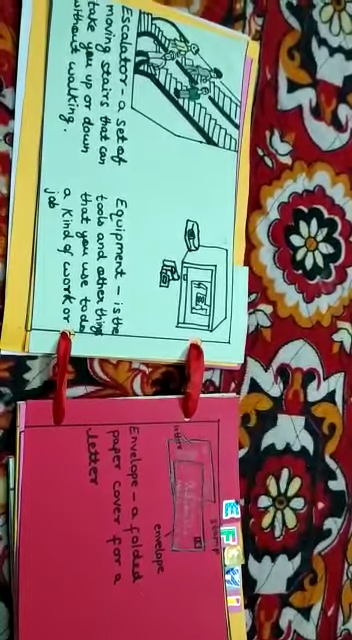 Escalator - a set of
moving stairs that can
take you up or down
without walking.
Equipment - is the
tools and other things
that you use to do
a kind of work or
job
letter
stamp
envelope
Envelope - a folded
paper cover for a
letter
E F G H I